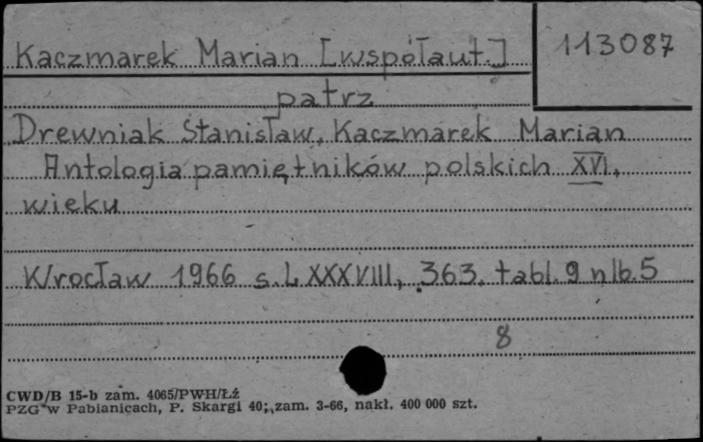 Kaczmarek Marian [współaut.]
113087
patrz
Drewniak Stanisław, Kaczmarek Marian
Antologia pamiętników polskich XVI,
wieku
Wrocław 1966 s. LXXXVIII, 363. tabl. 9 nlb. 5
8
CWD/B 15-b zam. 4065/PWH/Łź
PZG w Pabianicach, P. Skargi 40; zam. 3-66, nakł. 400 000 szt.